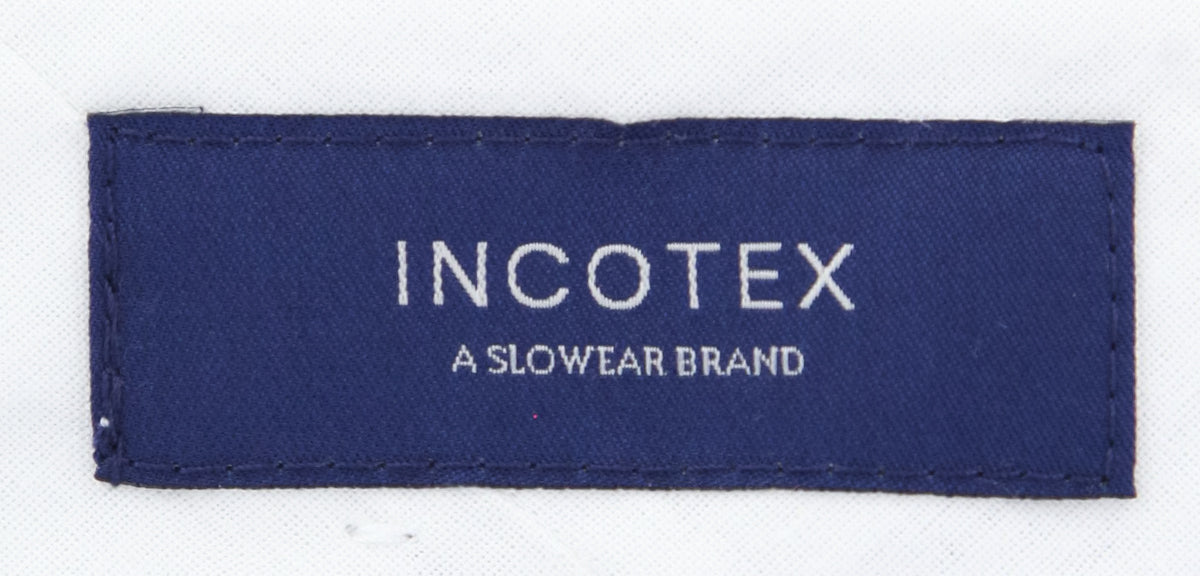 INCOTEX
A SLOWEAR BRAND